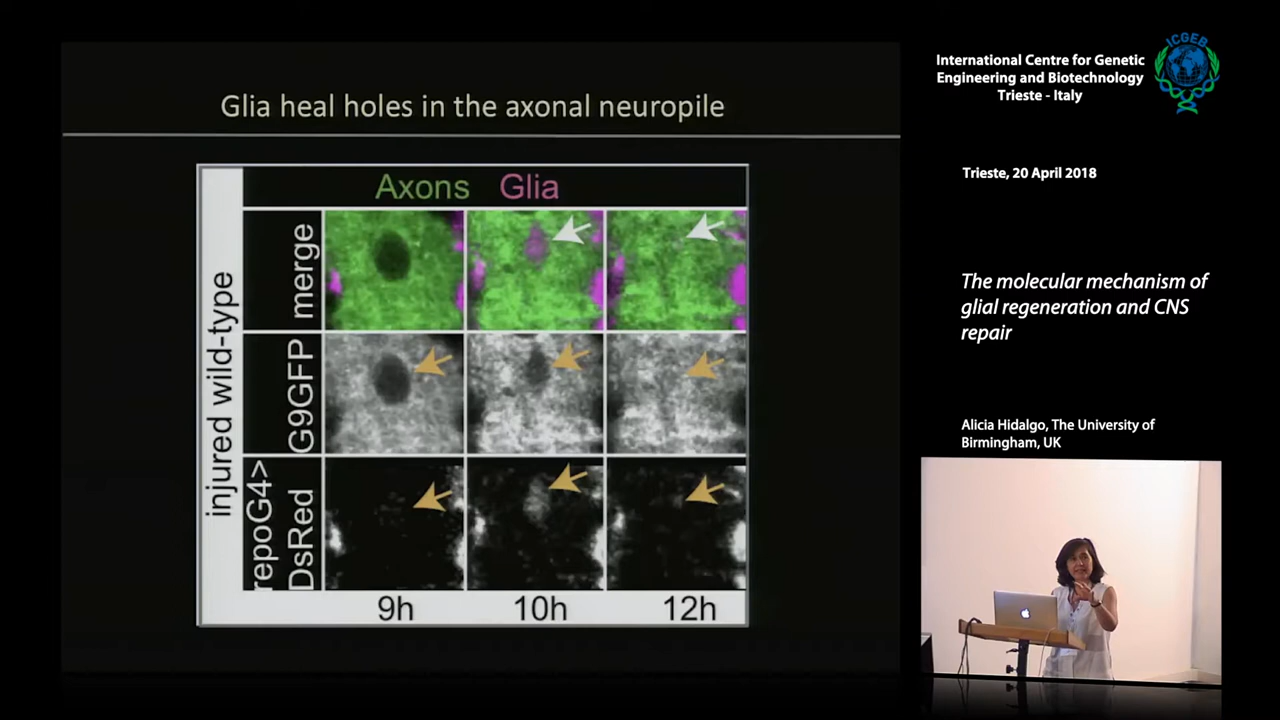 Glia heal holes in the axonal neuropile
Axons Glia
injured wild-type
merge
G9GFP
repoG4>
DsRed
9h 10h 12h
ICGEB
International Centre for Genetic
Engineering and Biotechnology
Trieste - Italy
Trieste, 20 April 2018
The molecular mechanism of
glial regeneration and CNS
repair
Alicia Hidalgo, The University of
Birmingham, UK